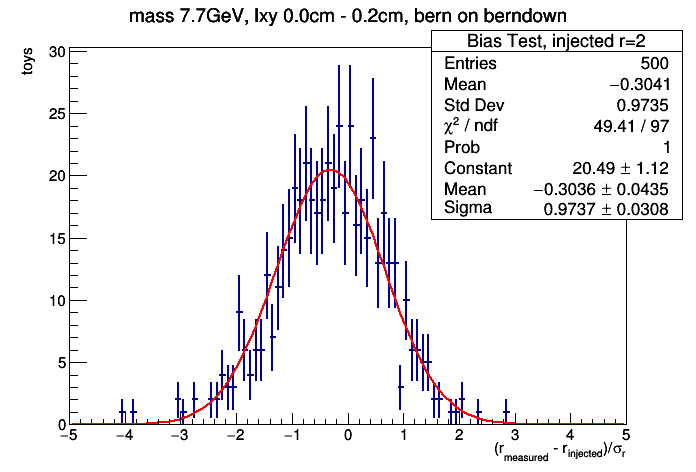 mass 7.7GeV, lxy 0.0cm - 0.2cm, bern on berndown
Bias Test, injected r=2
Entries 500
Mean −0.3041
Std Dev 0.9735
χ² / ndf 49.41 / 97
Prob 1
Constant 20.49 ± 1.12
Mean −0.3036 ± 0.0435
Sigma 0.9737 ± 0.0308
toys
30
25
20
15
10
5
0
−5 −4 −3 −2 −1 0 1 2 3 4 5
(r_measured - r_injected)/σ_r